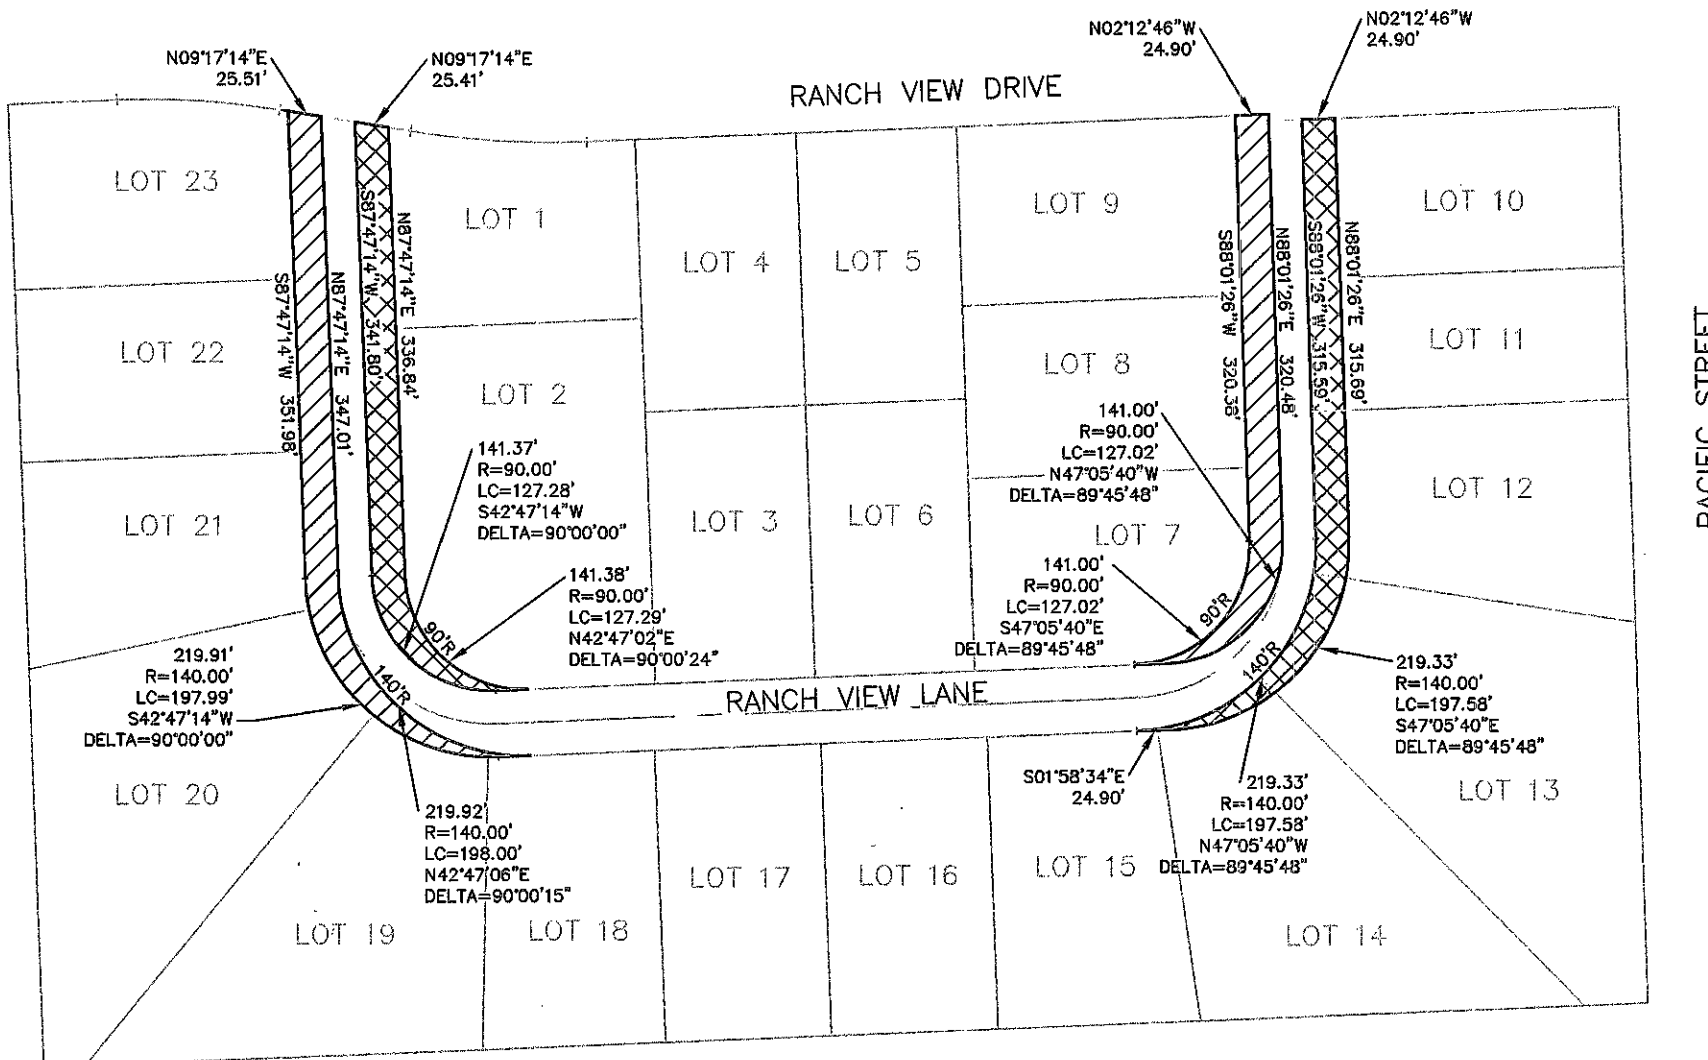 N09°17'14"E
25.51'
N09°17'14"E
25.41'
RANCH VIEW DRIVE
N02°12'46"W
24.90'
N02°12'46"W
24.90'
LOT 23
LOT 1
LOT 4
LOT 5
LOT 9
LOT 10
S87°47'14"W 351.98'
N87°47'14"E 347.01'
S87°47'14"W 341.80'
N87°47'14"E 336.84'
S88°01'26"W 320.38'
N88°01'26"E 320.48'
S88°01'26"W 315.59'
N88°01'26"E 315.69'
LOT 22
LOT 2
LOT 8
LOT 11
PACIFIC STREET
141.37'
R=90.00'
LC=127.28'
S42°47'14"W
DELTA=90°00'00"
141.00'
R=90.00'
LC=127.02'
N47°05'40"W
DELTA=89°45'48"
LOT 21
LOT 3
LOT 6
LOT 7
LOT 12
141.38'
R=90.00'
LC=127.29'
N42°47'02"E
DELTA=90°00'24"
141.00'
R=90.00'
LC=127.02'
S47°05'40"E
DELTA=89°45'48"
90'R
90'R
219.91'
R=140.00'
LC=197.99'
S42°47'14"W
DELTA=90°00'00"
140'R
RANCH VIEW LANE
140'R
219.33'
R=140.00'
LC=197.58'
S47°05'40"E
DELTA=89°45'48"
LOT 20
219.92'
R=140.00'
LC=198.00'
N42°47'06"E
DELTA=90°00'15"
S01°58'34"E
24.90'
219.33'
R=140.00'
LC=197.58'
N47°05'40"W
DELTA=89°45'48"
LOT 13
LOT 19
LOT 18
LOT 17
LOT 16
LOT 15
LOT 14